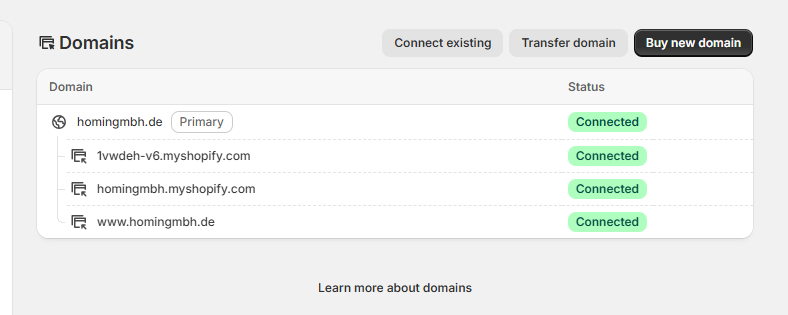 Domains Connect existing Transfer domain Buy new domain
Domain Status
homingmbh.de Primary Connected
1vwdeh-v6.myshopify.com Connected
homingmbh.myshopify.com Connected
www.homingmbh.de Connected
Learn more about domains